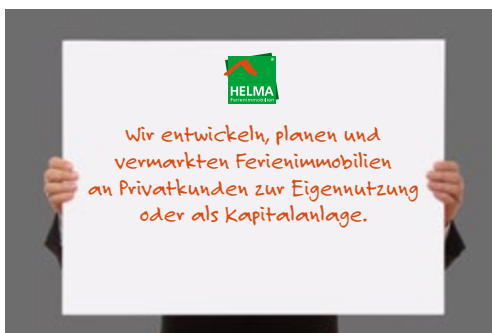 HELMA
Ferienimmobilien
Wir entwickeln, planen und
vermarkten Ferienimmobilien
an Privatkunden zur Eigennutzung
oder als Kapitalanlage.